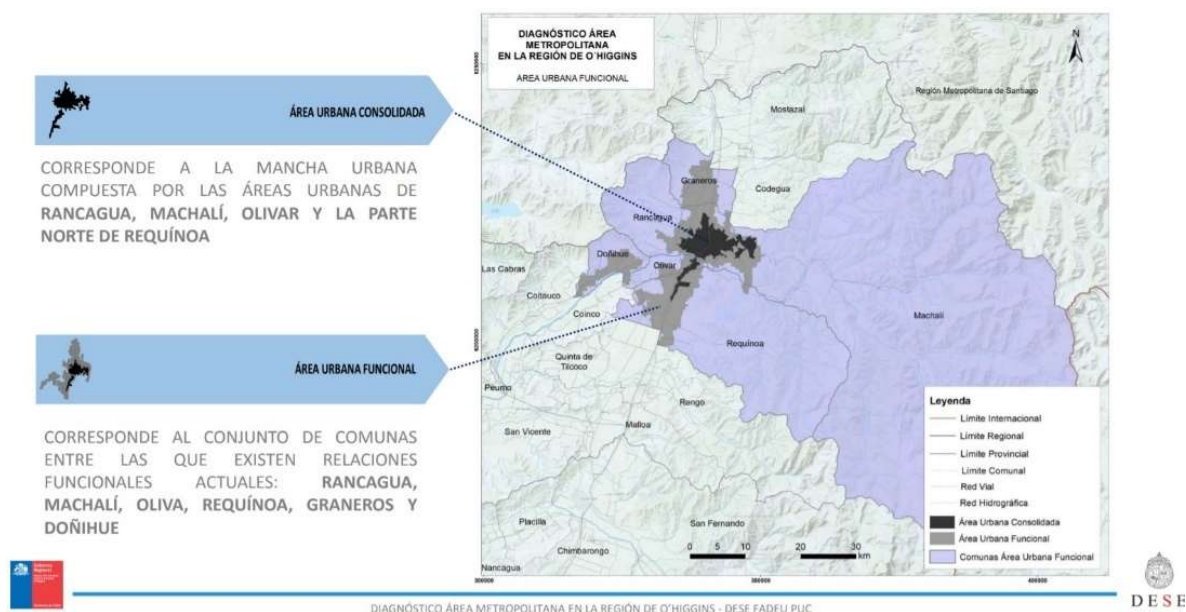 ÁREA URBANA CONSOLIDADA
CORRESPONDE A LA MANCHA URBANA
COMPUESTA POR LAS ÁREAS URBANAS DE
RANCAGUA, MACHALÍ, OLIVAR Y LA PARTE
NORTE DE REQUÍNOA
ÁREA URBANA FUNCIONAL
CORRESPONDE AL CONJUNTO DE COMUNAS
ENTRE LAS QUE EXISTEN RELACIONES
FUNCIONALES ACTUALES: RANCAGUA,
MACHALÍ, OLIVA, REQUÍNOA, GRANEROS Y
DOÑIHUE
DIAGNÓSTICO ÁREA
METROPOLITANA
EN LA REGIÓN DE O´HIGGINS
AREA URBANA FUNCIONAL
N
Región Metropolitana de Santiago
Mostazal
Graneros
Codegua
Rancagua
Doñihue
Olivar
Las Cabras
Coltauco
Coinco
Machalí
Requínoa
Quinta de
Tilcoco
Peumo
Rengo
Malloa
San Vicente
Placilla
San Fernando
Chimbarongo
Nancagua
Leyenda
Límite Internacional
Límite Regional
Límite Provincial
Límite Comunal
Red Vial
Red Hidrográfica
Área Urbana Consolidada
Área Urbana Funcional
Comunas Área Urbana Funcional
0 5 10 20 30
km
300000
350000
400000
Gobierno
Regional
DIAGNÓSTICO ÁREA METROPOLITANA EN LA REGIÓN DE O'HIGGINS - DESE FADEU PUC
DESE